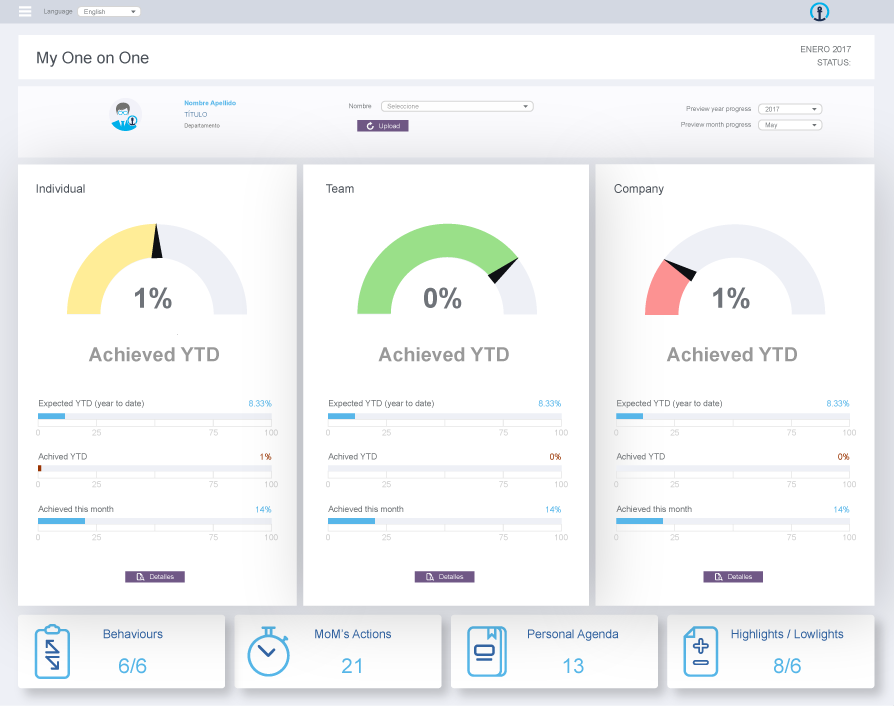 Language English
My One on One
ENERO 2017
STATUS:
Nombre Apellido
TÍTULO
Departamento
Nombre Seleccione
Upload
Preview year progress 2017
Preview month progress May
Individual
1%
Achieved YTD
Expected YTD (year to date) 8.33%
0 25 75 100
Achived YTD 1%
0 25 75 100
Achieved this month 14%
0 25 75 100
Detalles
Team
0%
Achieved YTD
Expected YTD (year to date) 8.33%
0 25 75 100
Achived YTD 0%
0 25 75 100
Achieved this month 14%
0 25 75 100
Detalles
Company
1%
Achieved YTD
Expected YTD (year to date) 8.33%
0 25 75 100
Achived YTD 0%
0 25 75 100
Achieved this month 14%
0 25 75 100
Detalles
Behaviours
6/6
MoM's Actions
21
Personal Agenda
13
Highlights / Lowlights
8/6